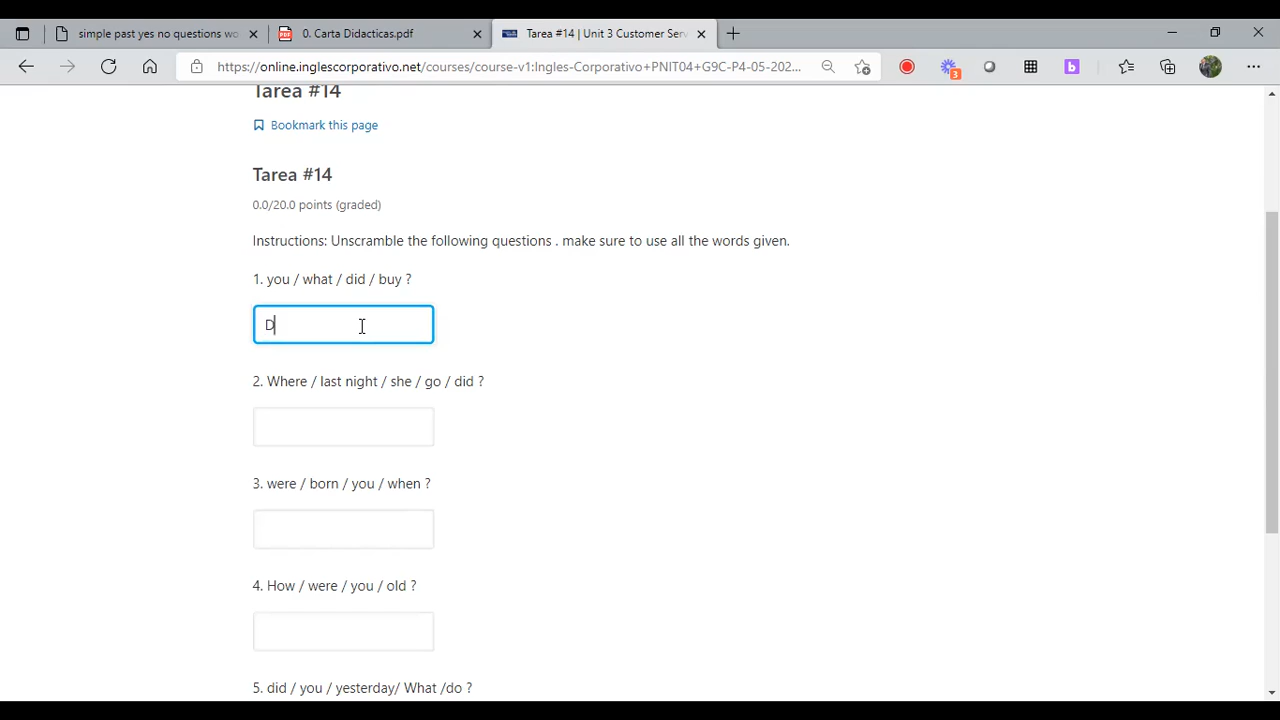 simple past yes no questions wo
0. Carta Didacticas.pdf
Tarea #14 | Unit 3 Customer Serv
https://online.inglescorporativo.net/courses/course-v1:Ingles-Corporativo+PNIT04+G9C-P4-05-202...
3
b
Tarea #14
Bookmark this page
Tarea #14
0.0/20.0 points (graded)
Instructions: Unscramble the following questions . make sure to use all the words given.
1. you / what / did / buy ?
D
2. Where / last night / she / go / did ?
3. were / born / you / when ?
4. How / were / you / old ?
5. did / you / yesterday/ What /do ?